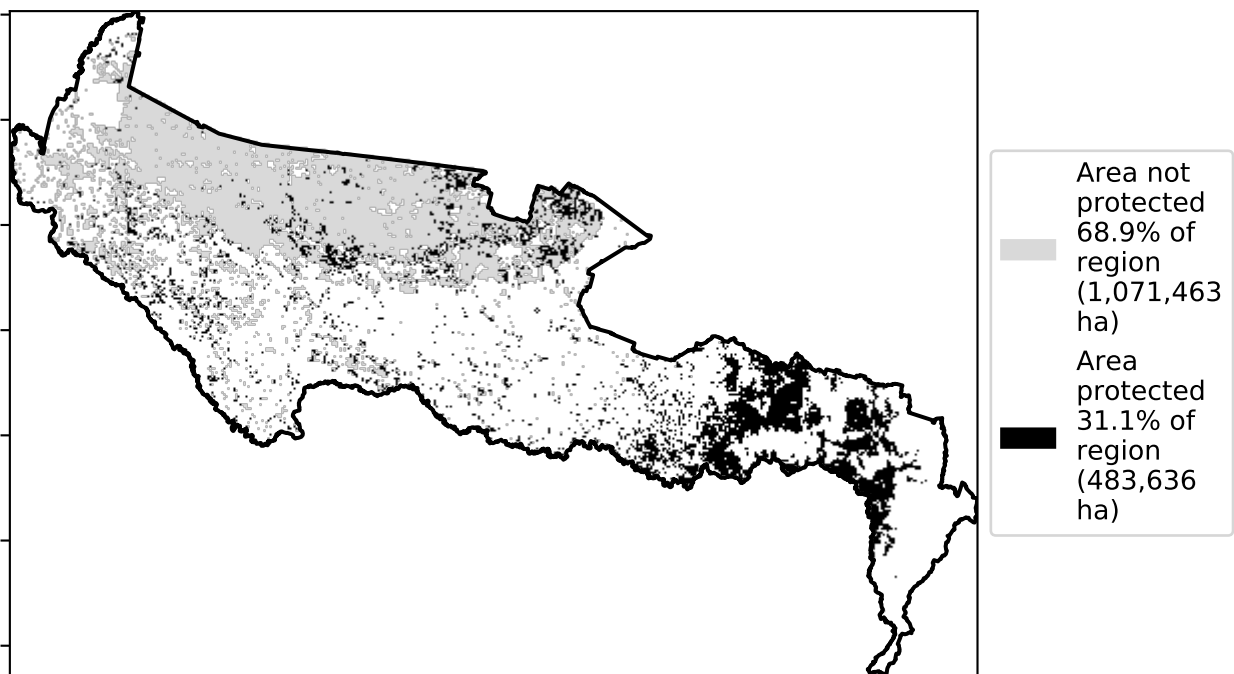 Area not
protected
68.9% of
region
(1,071,463
ha)
Area
protected
31.1% of
region
(483,636
ha)